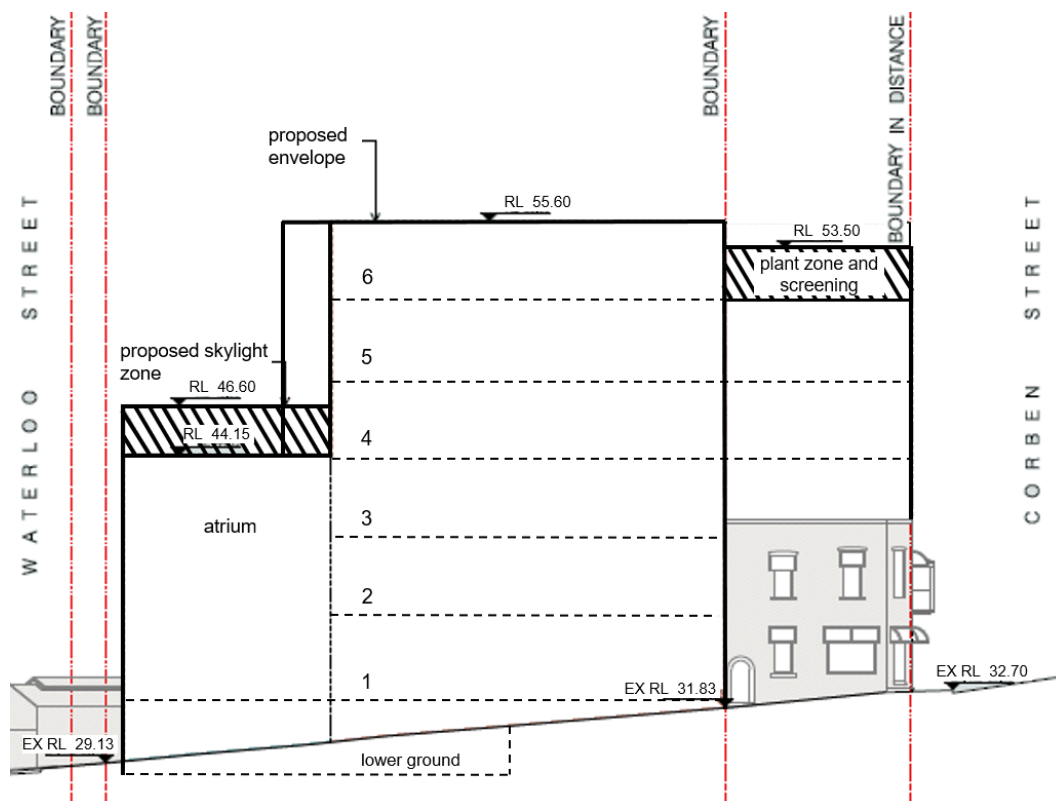 BOUNDARY
BOUNDARY
BOUNDARY
BOUNDARY IN DISTANCE
proposed
envelope
RL 55.60
RL 53.50
plant zone and
screening
WATERLOO STREET
CORBEN STREET
6
5
proposed skylight
zone
RL 46.60
RL 44.15
4
atrium
3
2
1
EX RL 31.83
EX RL 32.70
EX RL 29.13
lower ground